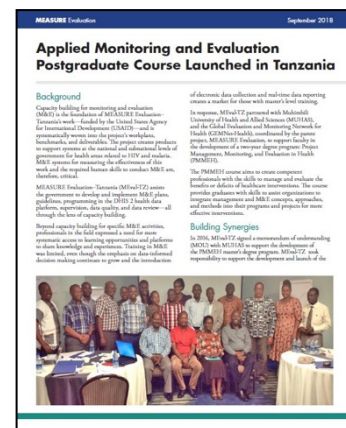 MEASURE Evaluation
September 2018
Applied Monitoring and Evaluation
Postgraduate Course Launched in Tanzania
Background
Capacity building for monitoring and evaluation
(M&E) is the foundation of MEASURE Evaluation–
Tanzania's work—funded by the United States Agency
for International Development (USAID)—and is
systematically woven into the project's workplans,
benchmarks, and deliverables. The project creates products
to support systems at the national and subnational levels of
government for health areas related to HIV and malaria.
M&E systems for measuring the effectiveness of this
work and the required human skills to conduct M&E are,
therefore, critical.
MEASURE Evaluation–Tanzania (MEval-TZ) assists
the government to develop and implement M&E plans,
guidelines, programming in the DHIS 2 health data
platform, supervision, data quality, and data review—all
through the lens of capacity building.
Beyond capacity building for specific M&E activities,
professionals in the field expressed a need for more
systematic access to learning opportunities and platforms
to share knowledge and experiences. Training in M&E
was limited, even though the emphasis on data-informed
decision making continues to grow and the introduction
of electronic data collection and real-time data reporting
creates a market for those with master's level training.
In response, MEval-TZ partnered with Muhimbili
University of Health and Allied Sciences (MUHAS),
and the Global Evaluation and Monitoring Network for
Health (GEMNet-Health), coordinated by the parent
project, MEASURE Evaluation, to support faculty in
the development of a two-year degree program: Project
Management, Monitoring, and Evaluation in Health
(PMMEH).
The PMMEH course aims to create competent
professionals with the skills to manage and evaluate the
benefits or deficits of healthcare interventions. The course
provides graduates with skills to assist organizations to
integrate management and M&E concepts, approaches,
and methods into their programs and projects for more
effective interventions.
Building Synergies
In 2016, MEval-TZ signed a memorandum of understanding
(MOU) with MUHAS to support the development of
the PMMEH master's degree program. MEval-TZ took
responsibility to support the development and launch of the